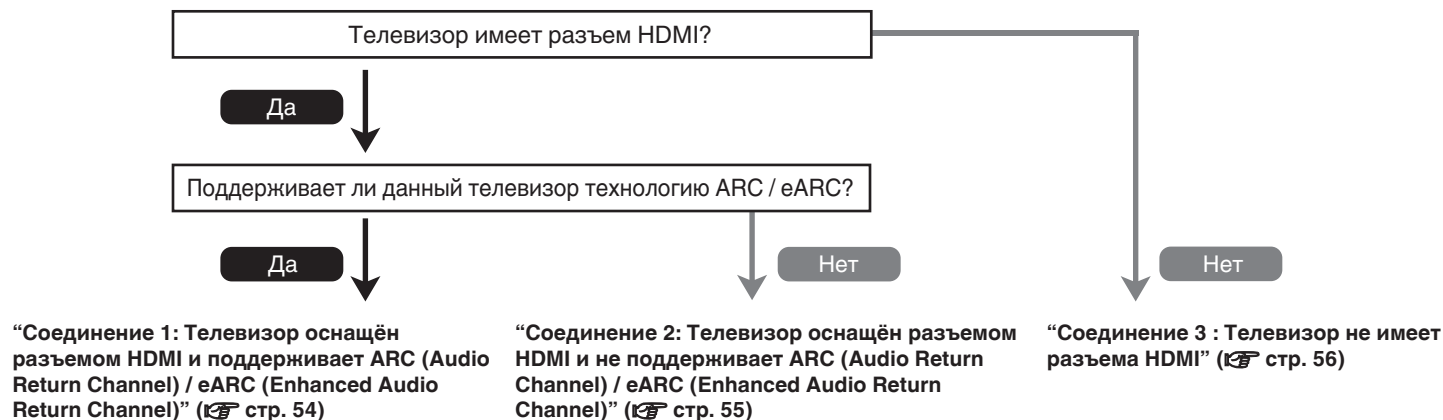 Телевизор имеет разъем HDMI?
Да
Поддерживает ли данный телевизор технологию ARC / eARC?
Да
Нет
Нет
“Соединение 1: Телевизор оснащён
разъемом HDMI и поддерживает ARC (Audio
Return Channel) / eARC (Enhanced Audio
Return Channel)” (☞ стр. 54)
“Соединение 2: Телевизор оснащён разъемом
HDMI и не поддерживает ARC (Audio Return
Channel) / eARC (Enhanced Audio Return
Channel)” (☞ стр. 55)
“Соединение 3 : Телевизор не имеет
разъема HDMI” (☞ стр. 56)